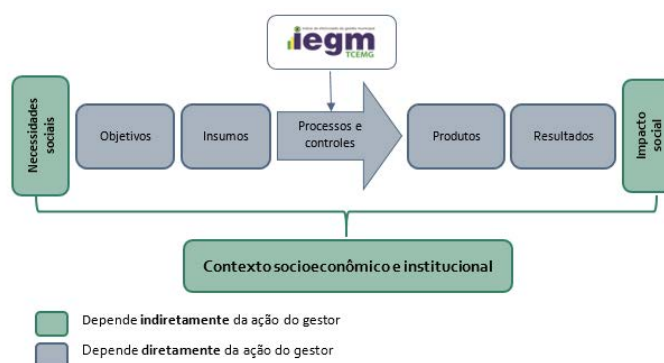 iegm
TCEMG
Necessidades
sociais
Objetivos
Insumos
Processos e
controles
Produtos
Resultados
Impacto
social
Contexto socioeconômico e institucional
Depende indiretamente da ação do gestor
Depende diretamente da ação do gestor